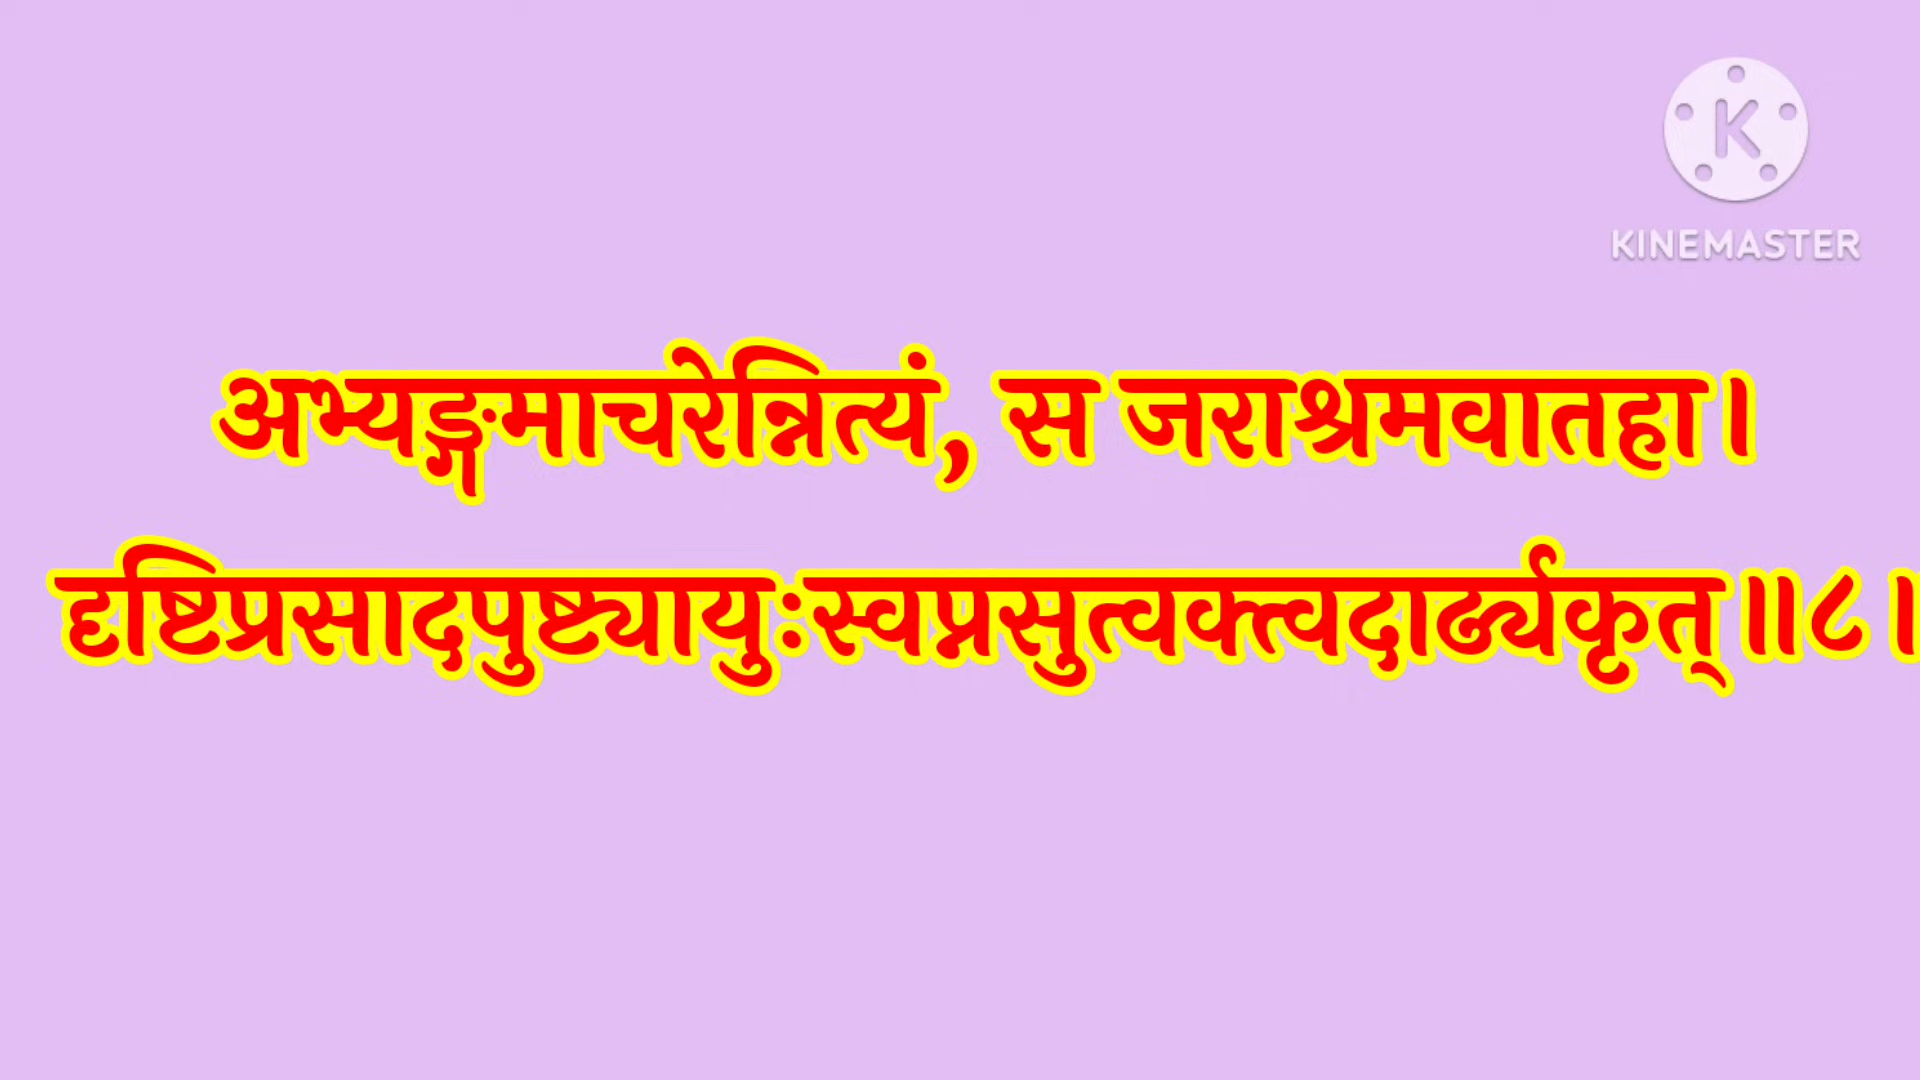 KINEMASTER
अभ्यङ्गमाचरेन्नित्यं, स जराश्रमवातहा।
दृष्टिप्रसादपुष्ट्यायुःस्वप्नसुत्वक्त्वदार्ढ्यकृत्॥८।